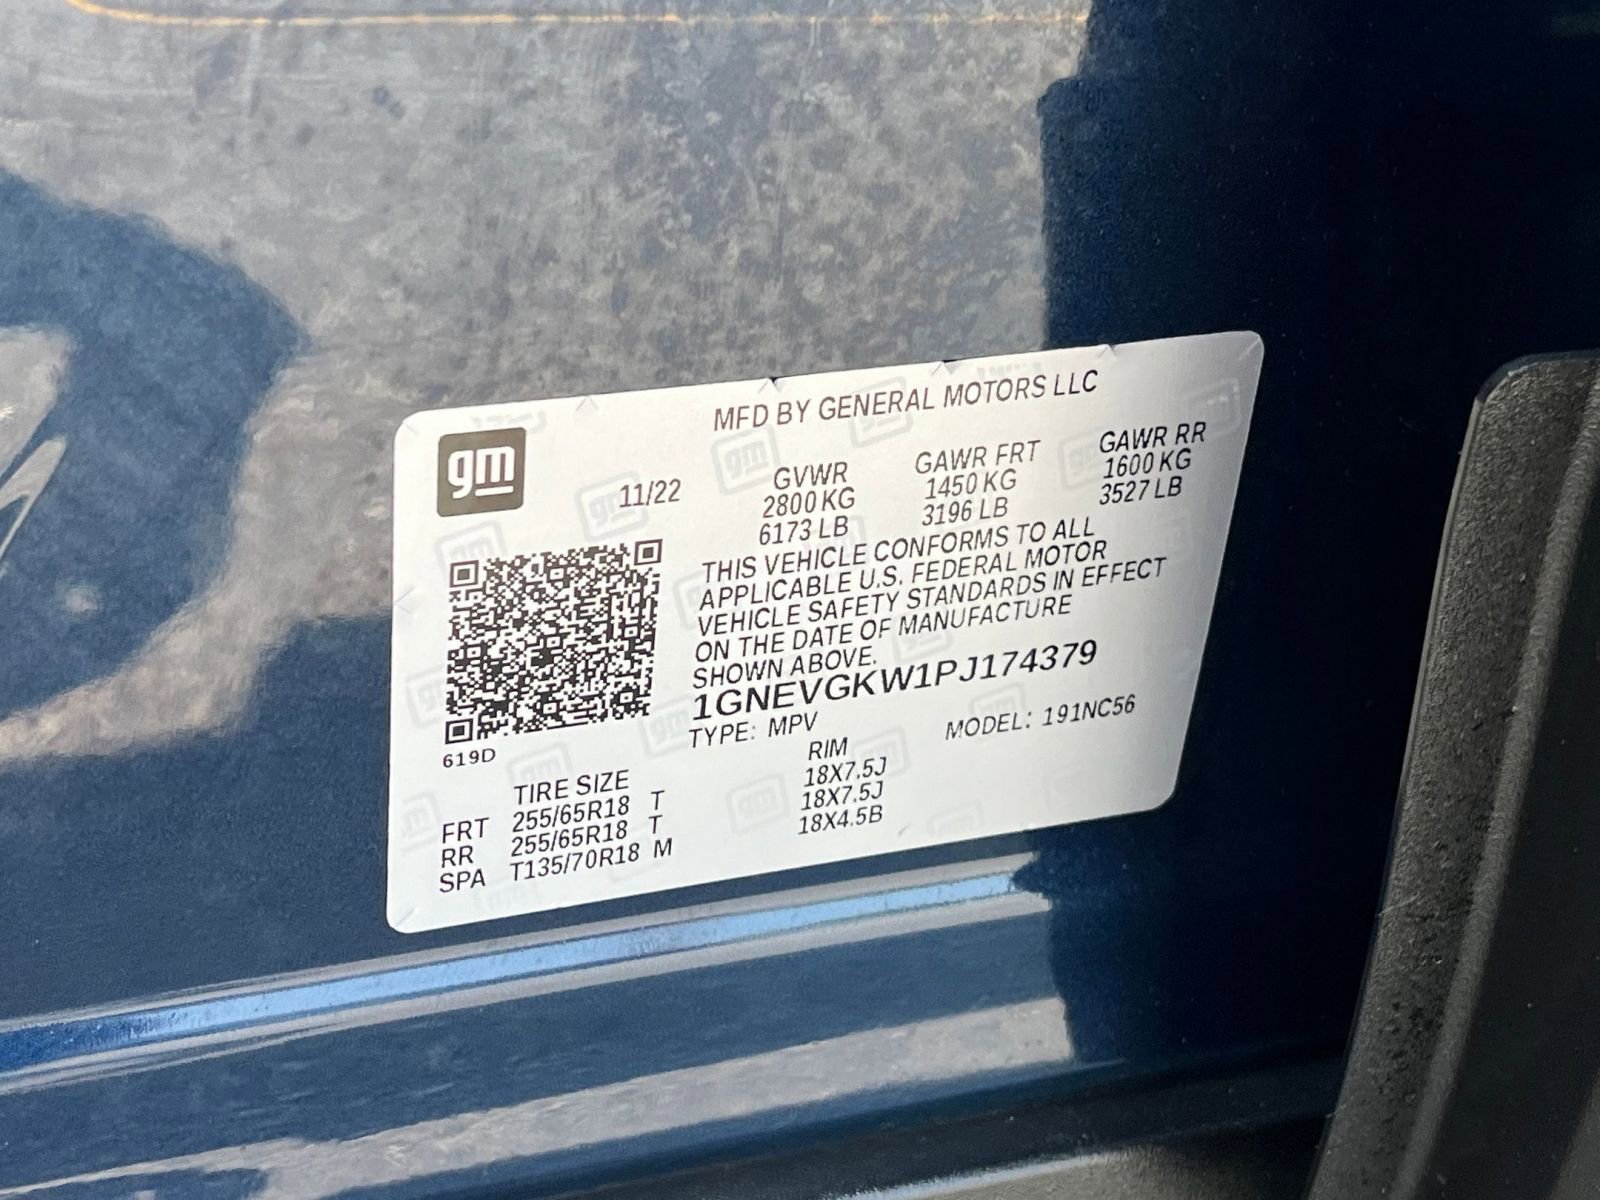 MFD BY GENERAL MOTORS LLC
gm
11/22
GVWR GAWR FRT GAWR RR
2800 KG 1450 KG 1600 KG
6173 LB 3196 LB 3527 LB
THIS VEHICLE CONFORMS TO ALL
APPLICABLE U.S. FEDERAL MOTOR
VEHICLE SAFETY STANDARDS IN EFFECT
ON THE DATE OF MANUFACTURE
SHOWN ABOVE.
1GNEVGKW1PJ174379
TYPE: MPV MODEL: 191NC56
619D
TIRE SIZE RIM
FRT 255/65R18 T 18X7.5J
RR 255/65R18 T 18X7.5J
SPA T135/70R18 M 18X4.5B